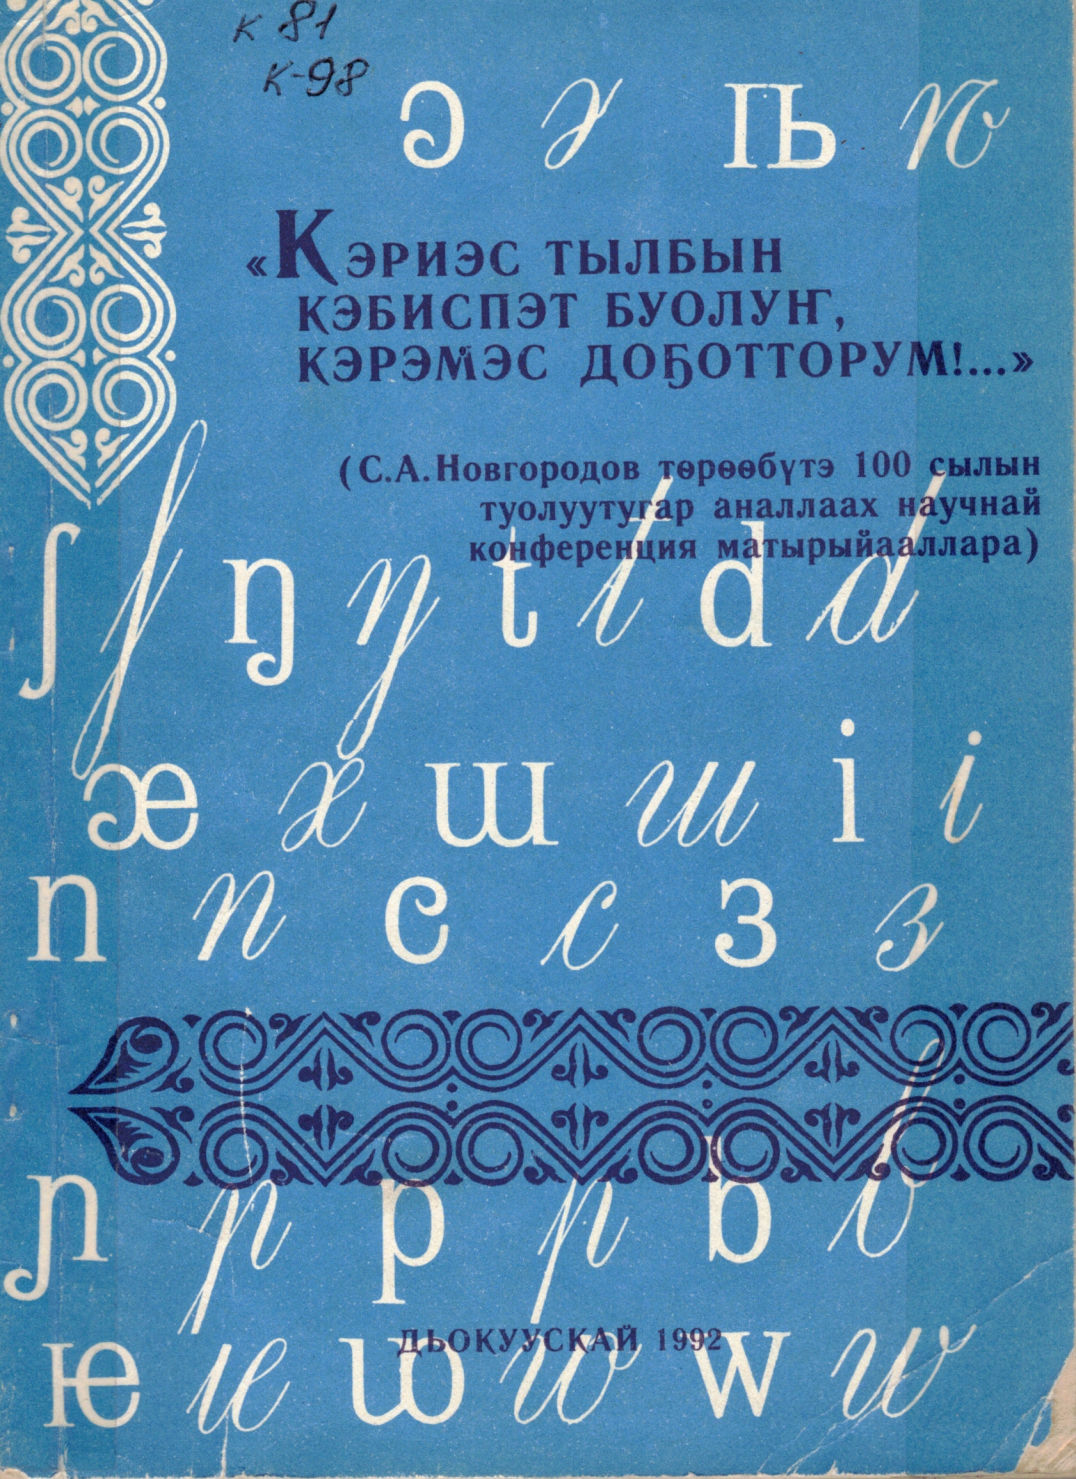 к 81
к-98
ɔ ɔ Љ Љ
«Кэриэс тылбын
кэбиспэт буолуҥ,
кэрэмэс доҕотторум!...»
(С.А.Новгородов төрөөбүтэ 100 сылын
туолуутугар аналлаах научнай
конференция матырыйааллара)
ʃ ʃ ŋ ŋ t t d d
æ æ ɯ ɯ i i
n n c c з з
ɲ ɲ p p b b
ДЬОКУУСКАЙ 1992
w w